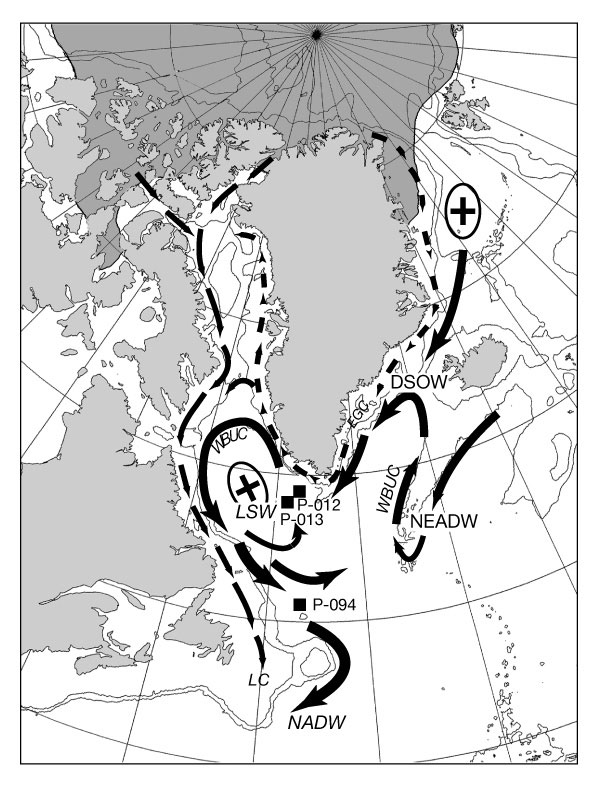 DSOW
EGC
WBUC
WBUC
LSW
P-012
P-013
NEADW
P-094
LC
NADW